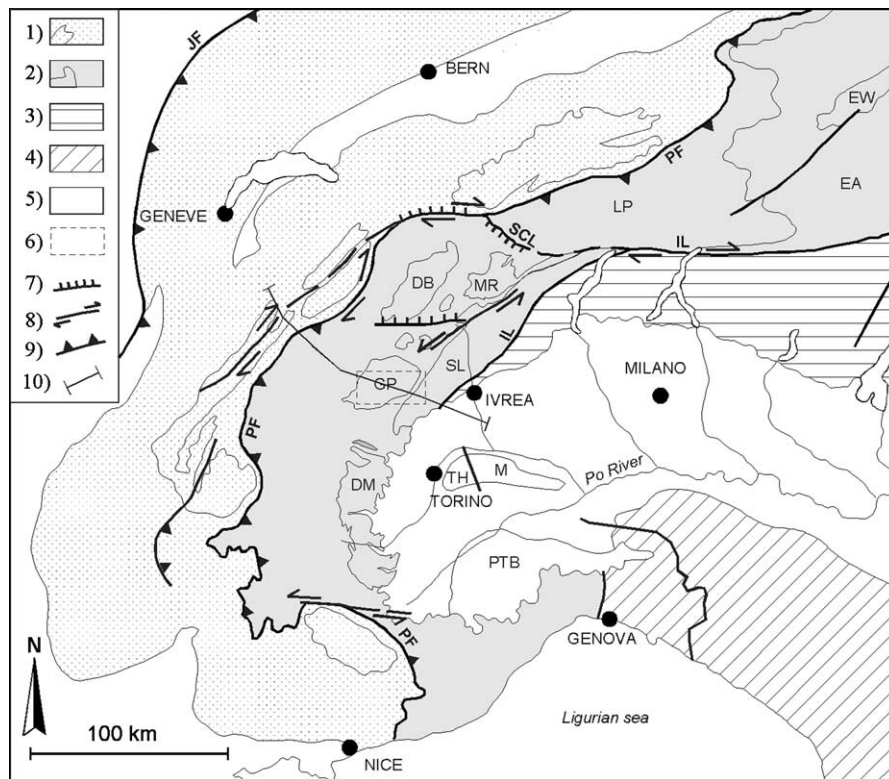 1)
2)
3)
4)
5)
6)
7)
8)
9)
10)
JF
BERN
EW
PF
EA
LP
GENEVE
SCL
IL
DB
MR
IL
SL
GP
MILANO
IVREA
PF
DM
TH
M
TORINO
Po River
PTB
GENOVA
PF
N
Ligurian sea
100 km
NICE